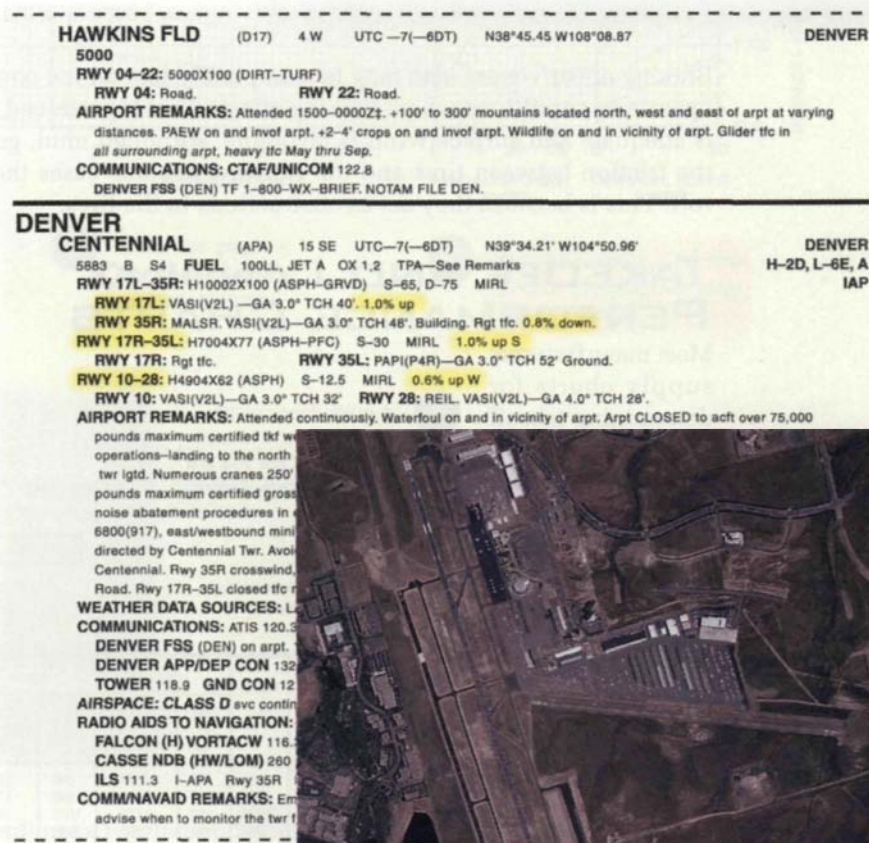 HAWKINS FLD (D17) 4 W UTC —7(—6DT) N38°45.45 W108°08.87 DENVER
5000
RWY 04–22: 5000X100 (DIRT–TURF)
RWY 04: Road. RWY 22: Road.
AIRPORT REMARKS: Attended 1500–0000Z‡. +100' to 300' mountains located north, west and east of arpt at varying
distances. PAEW on and invof arpt. +2–4' crops on and invof arpt. Wildlife on and in vicinity of arpt. Glider tfc in
all surrounding arpt, heavy tfc May thru Sep.
COMMUNICATIONS: CTAF/UNICOM 122.8
DENVER FSS (DEN) TF 1–800–WX–BRIEF. NOTAM FILE DEN.
DENVER
CENTENNIAL (APA) 15 SE UTC—7(—6DT) N39°34.21' W104°50.96' DENVER
5883 B S4 FUEL 100LL, JET A OX 1,2 TPA—See Remarks H–2D, L–6E, A
RWY 17L–35R: H10002X100 (ASPH–GRVD) S–65, D–75 MIRL IAP
RWY 17L: VASI(V2L) —GA 3.0° TCH 40'. 1.0% up
RWY 35R: MALSR. VASI(V2L)—GA 3.0° TCH 48'. Building. Rgt tfc. 0.8% down.
RWY 17R–35L: H7004X77 (ASPH–PFC) S–30 MIRL 1.0% up S
RWY 17R: Rgt tfc. RWY 35L: PAPI(P4R)—GA 3.0° TCH 52' Ground.
RWY 10–28: H4904X62 (ASPH) S–12.5 MIRL 0.6% up W
RWY 10: VASI(V2L)—GA 3.0° TCH 32' RWY 28: REIL. VASI(V2L)—GA 4.0° TCH 28'.
AIRPORT REMARKS: Attended continuously. Waterfoul on and in vicinity of arpt. Arpt CLOSED to acft over 75,000
pounds maximum certified tkf
operations–landing to the north
twr lgtd. Numerous cranes 250'
pounds maximum certified gross
noise abatement procedures in
6800(917), east/westbound
directed by Centennial Twr.
Centennial. Rwy 35R crosswind,
Road. Rwy 17R–35L closed tfc
WEATHER DATA SOURCES:
COMMUNICATIONS: ATIS 120.3
DENVER FSS (DEN) on arpt.
DENVER APP/DEP CON 132
TOWER 118.9 GND CON 12
AIRSPACE: CLASS D svc
RADIO AIDS TO NAVIGATION:
FALCON (H) VORTACW 116.
CASSE NDB (HW/LOM) 260
ILS 111.3 I–APA Rwy 35R
COMM/NAVAID REMARKS:
advise when to monitor the twr